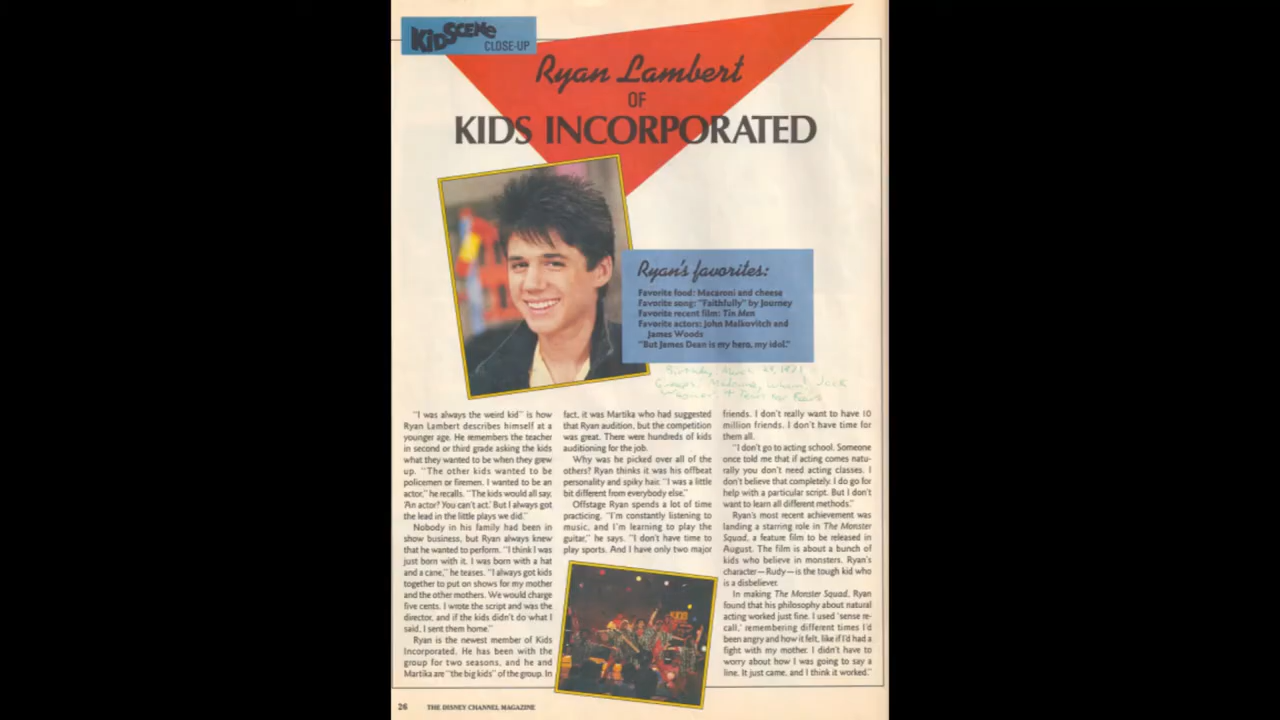 KidSCENe
CLOSE-UP
Ryan Lambert
OF
KIDS INCORPORATED
Ryan's favorites:
Favorite food: Macaroni and cheese
Favorite song: "Faithfully" by Journey
Favorite recent film: Tin Men
Favorite actors: John Malkovitch and
James Woods
"But James Dean is my hero, my idol."
Birthday, March
Groups: Madonna, wham! Jack
Wagner + Tears for Fears
"I was always the weird kid" is how
Ryan Lambert describes himself at a
younger age. He remembers the teacher
in second or third grade asking the kids
what they wanted to be when they grew
up. "The other kids wanted to be
policemen or firemen. I wanted to be an
actor," he recalls. "The kids would all say,
'An actor? You can't act.' But I always got
the lead in the little plays we did."
Nobody in his family had been in
show business, but Ryan always knew
that he wanted to perform. "I think I was
just born with it. I was born with a hat
and a cane," he teases. "I always got kids
together to put on shows for my mother
and the other mothers. We would charge
five cents. I wrote the script and was the
director, and if the kids didn't do what I
said, I sent them home."
Ryan is the newest member of Kids
Incorporated. He has been with the
group for two seasons, and he and
Martika are "the big kids" of the group. In
fact, it was Martika who had suggested
that Ryan audition, but the competition
was great. There were hundreds of kids
auditioning for the job.
Why was he picked over all of the
others? Ryan thinks it was his offbeat
personality and spiky hair. "I was a little
bit different from everybody else."
Offstage Ryan spends a lot of time
practicing. "I'm constantly listening to
music, and I'm learning to play the
guitar," he says. "I don't have time to
play sports. And I have only two major
friends. I don't really want to have 10
million friends. I don't have time for
them all.
"I don't go to acting school. Someone
once told me that if acting comes natu-
rally you don't need acting classes. I
don't believe that completely. I do go for
help with a particular script. But I don't
want to learn all different methods."
Ryan's most recent achievement was
landing a starring role in The Monster
Squad, a feature film to be released in
August. The film is about a bunch of
kids who believe in monsters. Ryan's
character—Rudy—is the tough kid who
is a disbeliever.
In making The Monster Squad, Ryan
found that his philosophy about natural
acting worked just fine. I used 'sense re-
call,' remembering different times I'd
been angry and how it felt, like if I'd had a
fight with my mother. I didn't have to
worry about how I was going to say a
line. It just came, and I think it worked."
26 THE DISNEY CHANNEL MAGAZINE